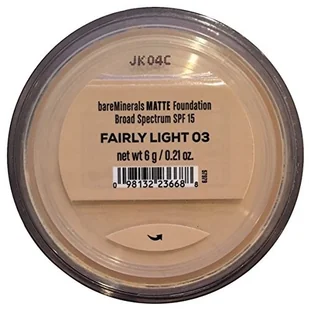 JK04C
bareMinerals MATTE Foundation
Broad Spectrum SPF 15
FAIRLY LIGHT 03
net wt 6 g / 0.21 oz.
0 98132 23668 8